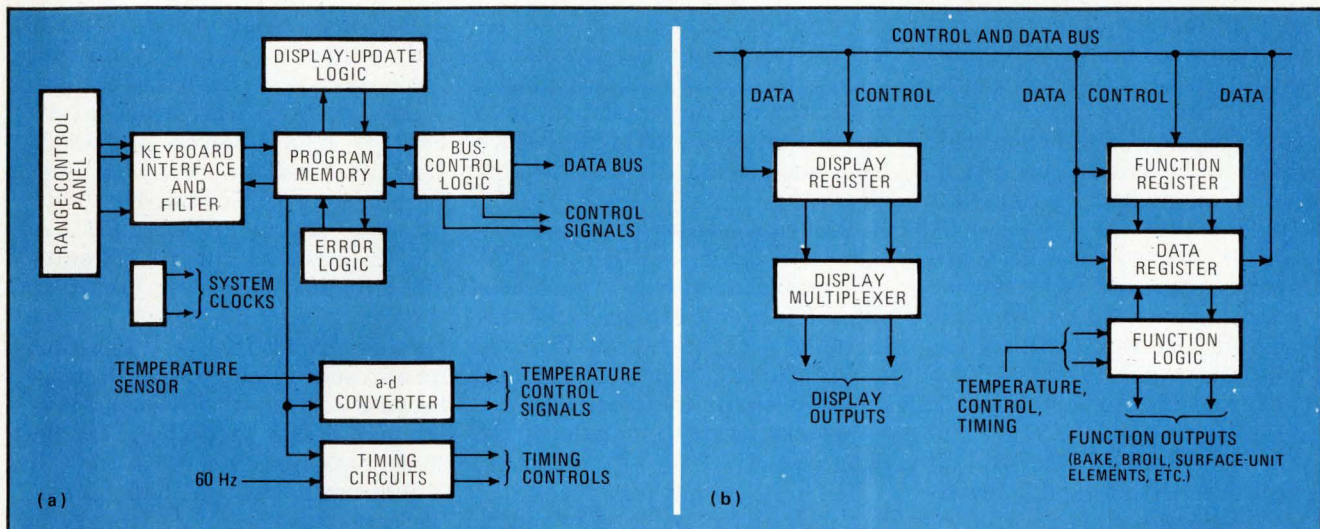 DISPLAY-UPDATE
LOGIC
RANGE-CONTROL
PANEL
KEYBOARD
INTERFACE
AND
FILTER
PROGRAM
MEMORY
BUS-
CONTROL
LOGIC
DATA BUS
CONTROL
SIGNALS
ERROR
LOGIC
SYSTEM
CLOCKS
TEMPERATURE
SENSOR
a-d
CONVERTER
TEMPERATURE
CONTROL
SIGNALS
60 Hz
TIMING
CIRCUITS
TIMING
CONTROLS
(a)
CONTROL AND DATA BUS
DATA
CONTROL
DATA
CONTROL
DATA
DISPLAY
REGISTER
FUNCTION
REGISTER
DATA
REGISTER
DISPLAY
MULTIPLEXER
FUNCTION
LOGIC
TEMPERATURE,
CONTROL,
TIMING
DISPLAY
OUTPUTS
FUNCTION OUTPUTS
(BAKE, BROIL, SURFACE-UNIT
ELEMENTS, ETC.)
(b)